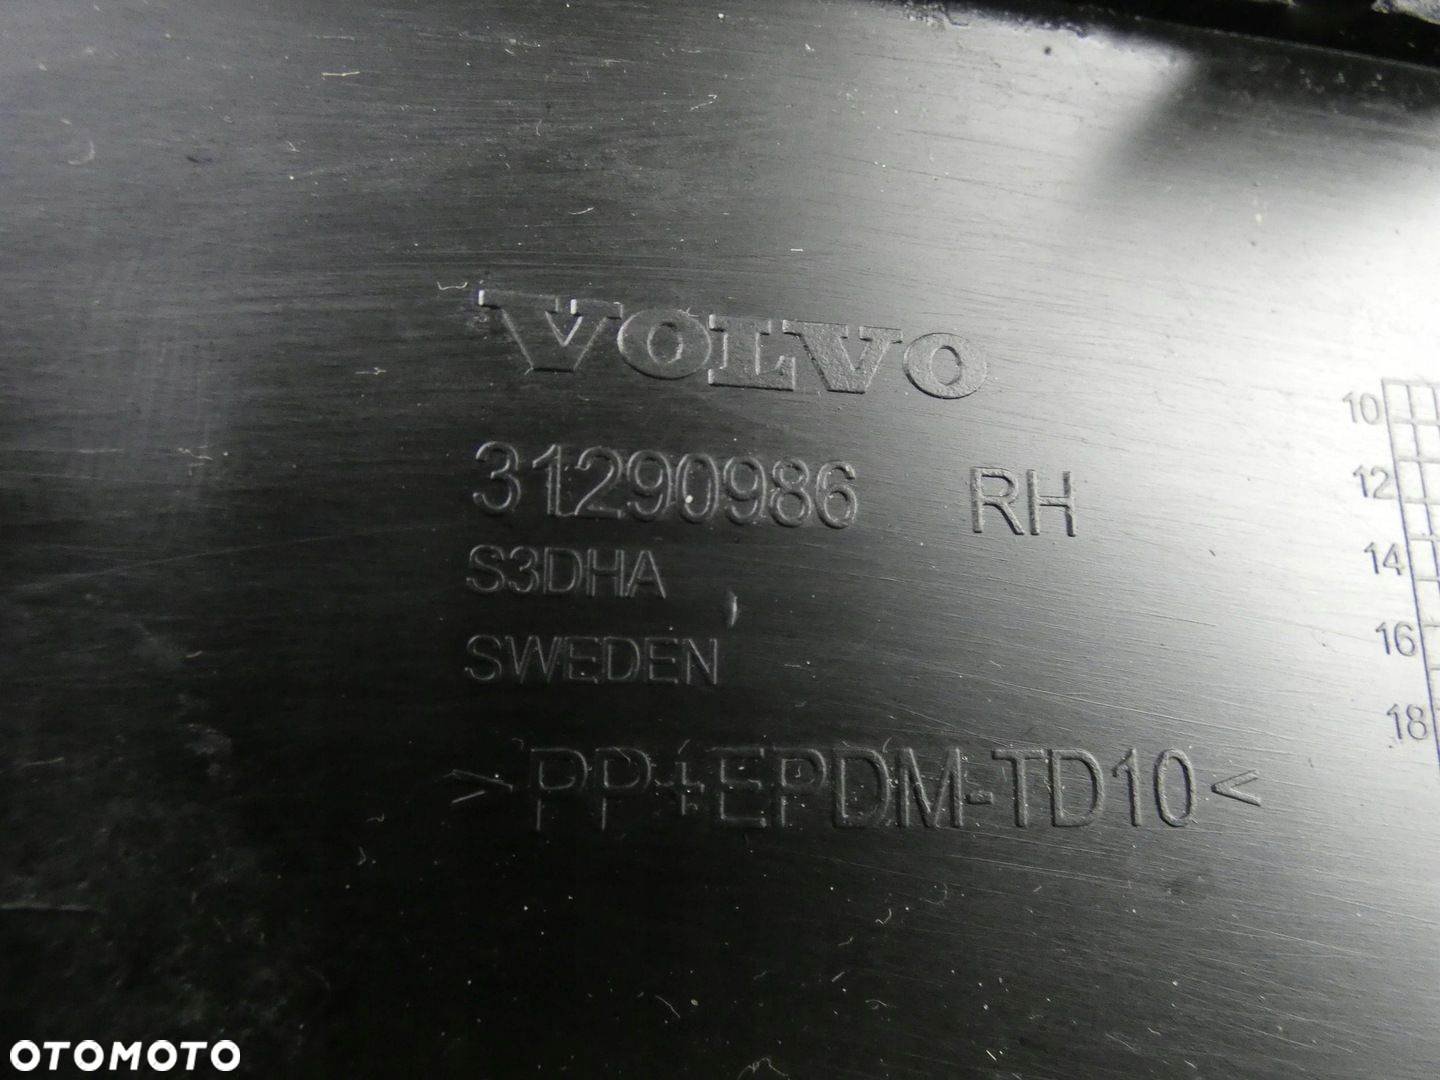 VOLVO
31290986 RH
S3DHA
SWEDEN
>PP+EPDM-TD10<
10
12
14
16
18
OTOMOTO